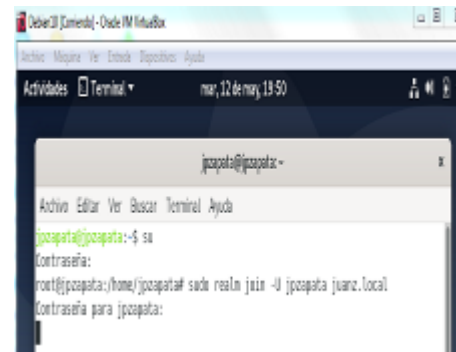 Debian10 [Corriendo] - Oracle VM VirtualBox
Archivo Máquina Ver Entrada Dispositivos Ayuda
Actividades Terminal mar, 12 de may, 19:50
jpzapata@jpzapata: ~
Archivo Editar Ver Buscar Terminal Ayuda
jpzapata@jpzapata:~$ su
Contraseña:
root@jpzapata:/home/jpzapata# sudo realm join -U jpzapata juanz.local
Contraseña para jpzapata: